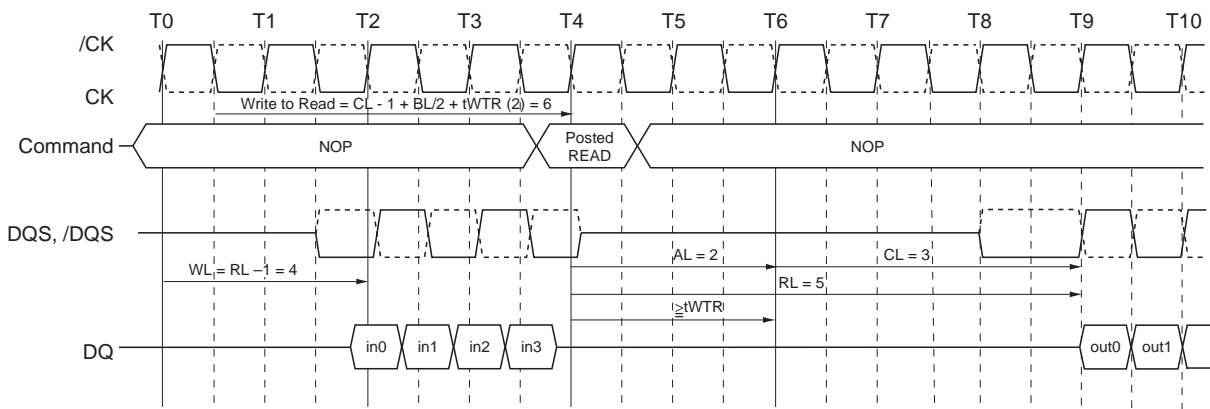 T0 T1 T2 T3 T4 T5 T6 T7 T8 T9 T10
/CK
CK
Write to Read = CL - 1 + BL/2 + tWTR (2) = 6
Command
NOP
Posted
READ
NOP
DQS, /DQS
WL = RL –1 = 4
AL = 2
CL = 3
RL = 5
≧tWTR
DQ
in0 in1 in2 in3
out0 out1